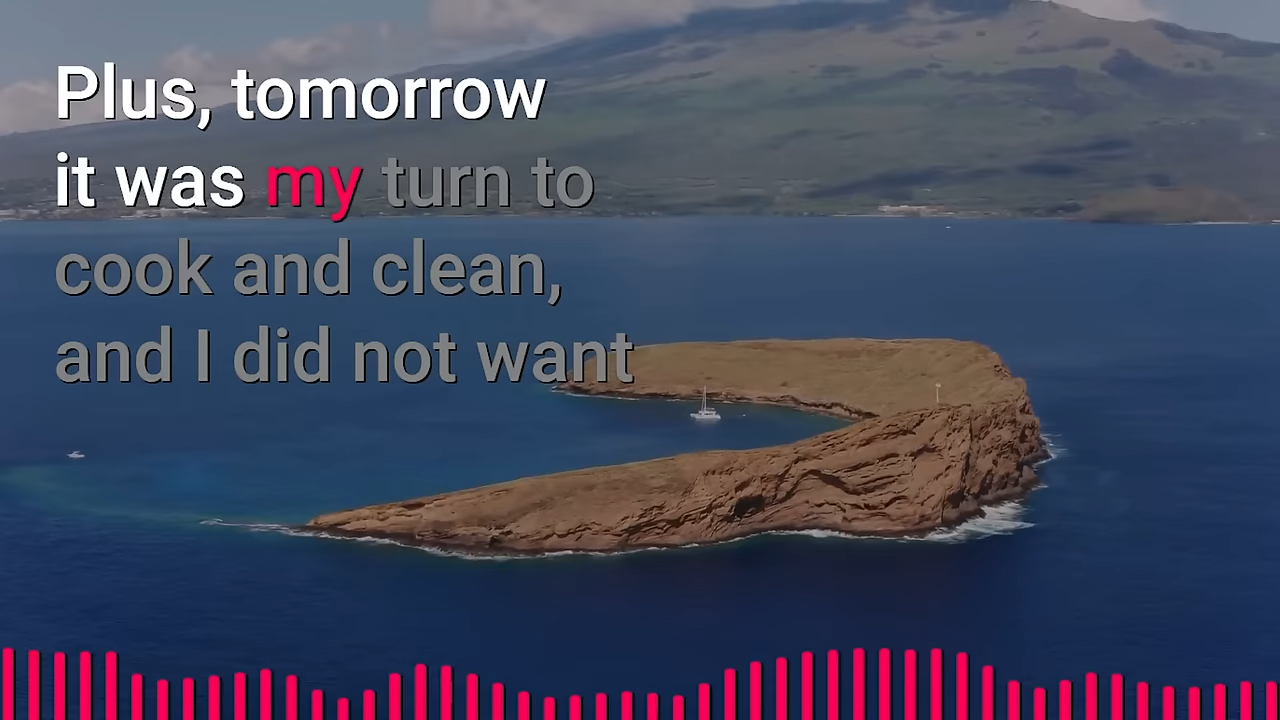 Plus, tomorrow
it was my turn to
cook and clean,
and I did not want